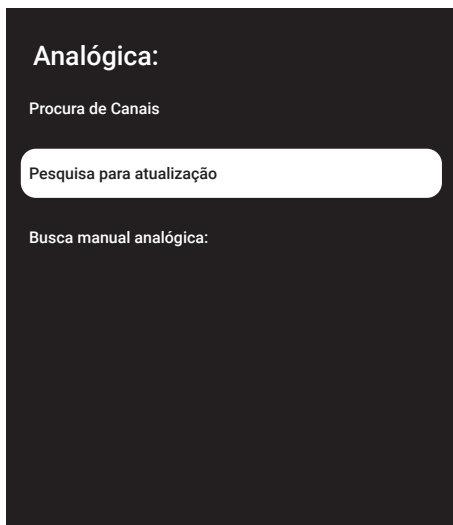 Analógica:
Procura de Canais
Pesquisa para atualização
Busca manual analógica: